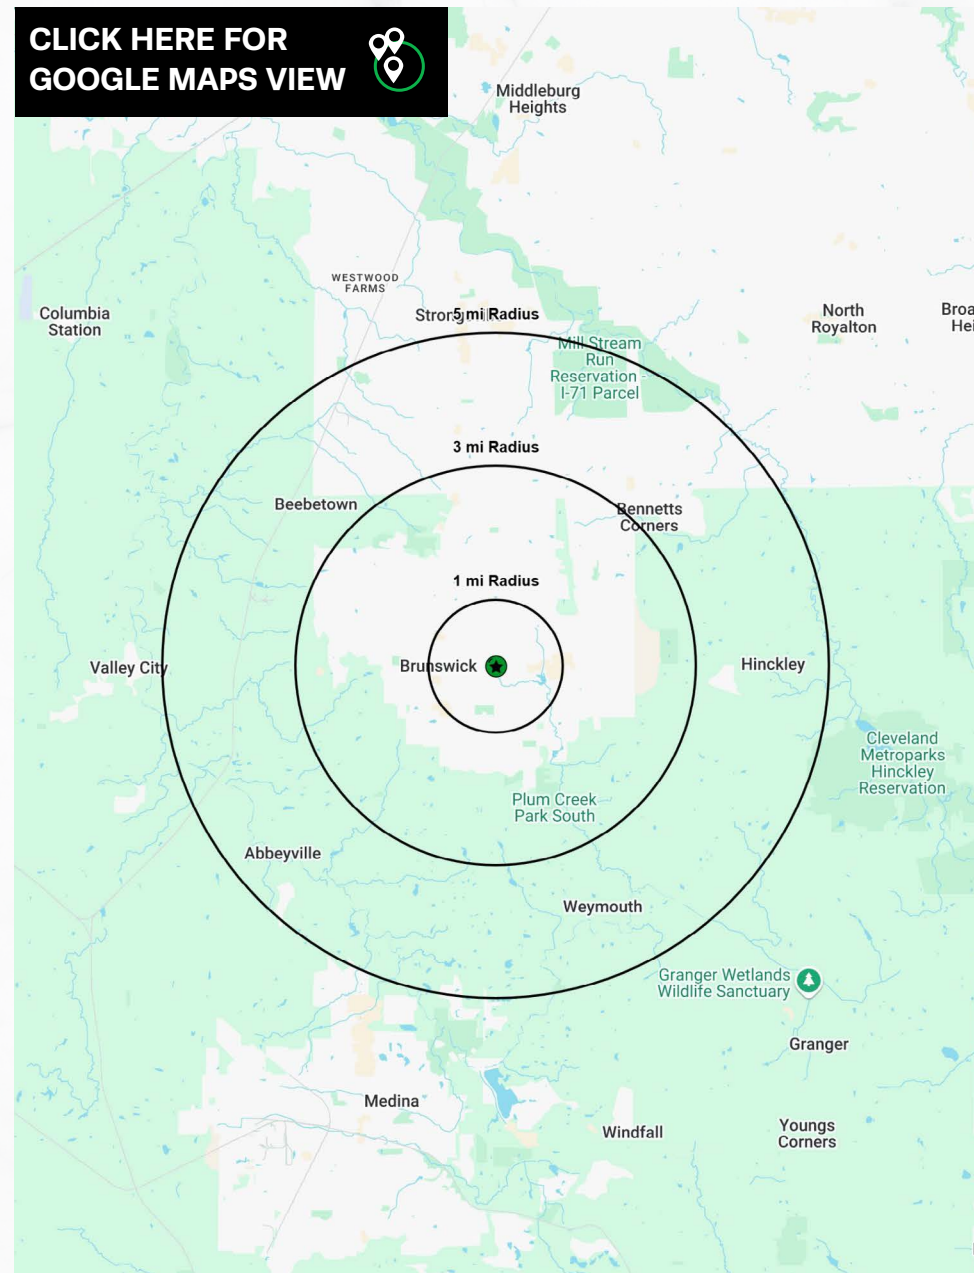 CLICK HERE FOR
GOOGLE MAPS VIEW
Middleburg
Heights
WESTWOOD
FARMS
Columbia
Station
North
Royalton
Broa
Hei
5 mi Radius
Mill Stream
Run
Reservation -
I-71 Parcel
3 mi Radius
Beebetown
Bennetts
Corners
1 mi Radius
Brunswick
Valley City
Hinckley
Cleveland
Metroparks
Hinckley
Reservation
Plum Creek
Park South
Abbeyville
Weymouth
Granger Wetlands
Wildlife Sanctuary
Granger
Medina
Windfall
Youngs
Corners